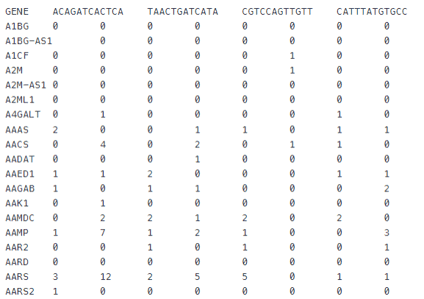 GENE ACAGATCACTCA TAACTGATCATA CGTCCAGTTGTT CATTTATGTGCC
A1BG 0 0 0 0 0 0 0 0
A1BG-AS1 0 0 0 0 0 0 0
A1CF 0 0 0 0 0 1 0 0
A2M 0 0 0 0 0 1 0 0
A2M-AS1 0 0 0 0 0 0 0 0
A2ML1 0 0 0 0 0 0 0 0
A4GALT 0 1 0 0 0 0 1 0
AAAS 2 0 0 1 1 0 1 1
AACS 0 4 0 2 0 1 1 0
AADAT 0 0 0 1 0 0 0 0
AAED1 1 1 2 0 0 0 1 1
AAGAB 1 0 1 1 0 0 0 2
AAK1 0 1 0 0 0 0 0 0
AAMDC 0 2 2 1 2 0 2 0
AAMP 1 7 1 2 1 0 0 3
AAR2 0 0 1 0 1 0 0 1
AARD 0 0 0 0 0 0 0 0
AARS 3 12 2 5 5 0 1 1
AARS2 1 0 0 0 0 0 0 0